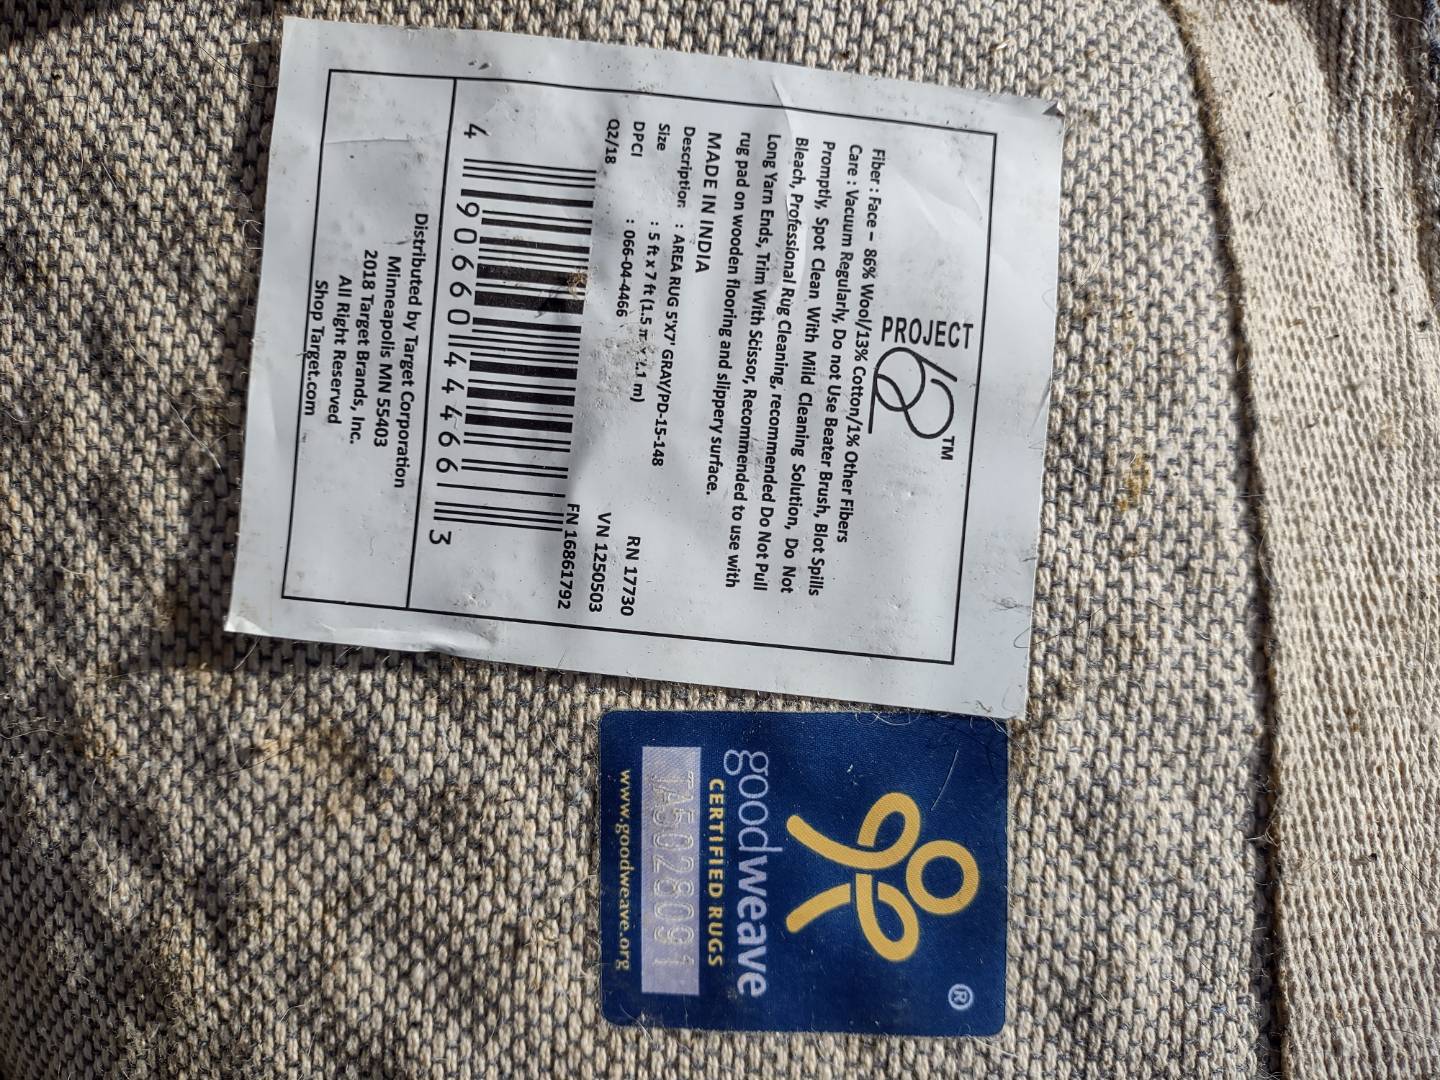 PROJECT
62™
Fiber : Face – 86% Wool/13% Cotton/1% Other Fibers
Care : Vacuum Regularly, Do not Use Beater Brush, Blot Spills
Promptly, Spot Clean With Mild Cleaning Solution, Do Not
Bleach, Professional Rug Cleaning, recommended Do Not Pull
Long Yarn Ends, Trim With Scissor, Recommended to use with
rug pad on wooden flooring and slippery surface.
MADE IN INDIA
Description : AREA RUG 5'X7' GRAY/PD-15-148
Size : 5 ft x 7 ft (1.5 m x 2.1 m)
DPCI : 066-04-4466 RN 17730
Q2/18 VN 1250503
FN 16861792
4 90660 44466 3
Distributed by Target Corporation
Minneapolis MN 55403
2018 Target Brands, Inc.
All Right Reserved
Shop Target.com
®
goodweave
CERTIFIED RUGS
TA5028091
www.goodweave.org